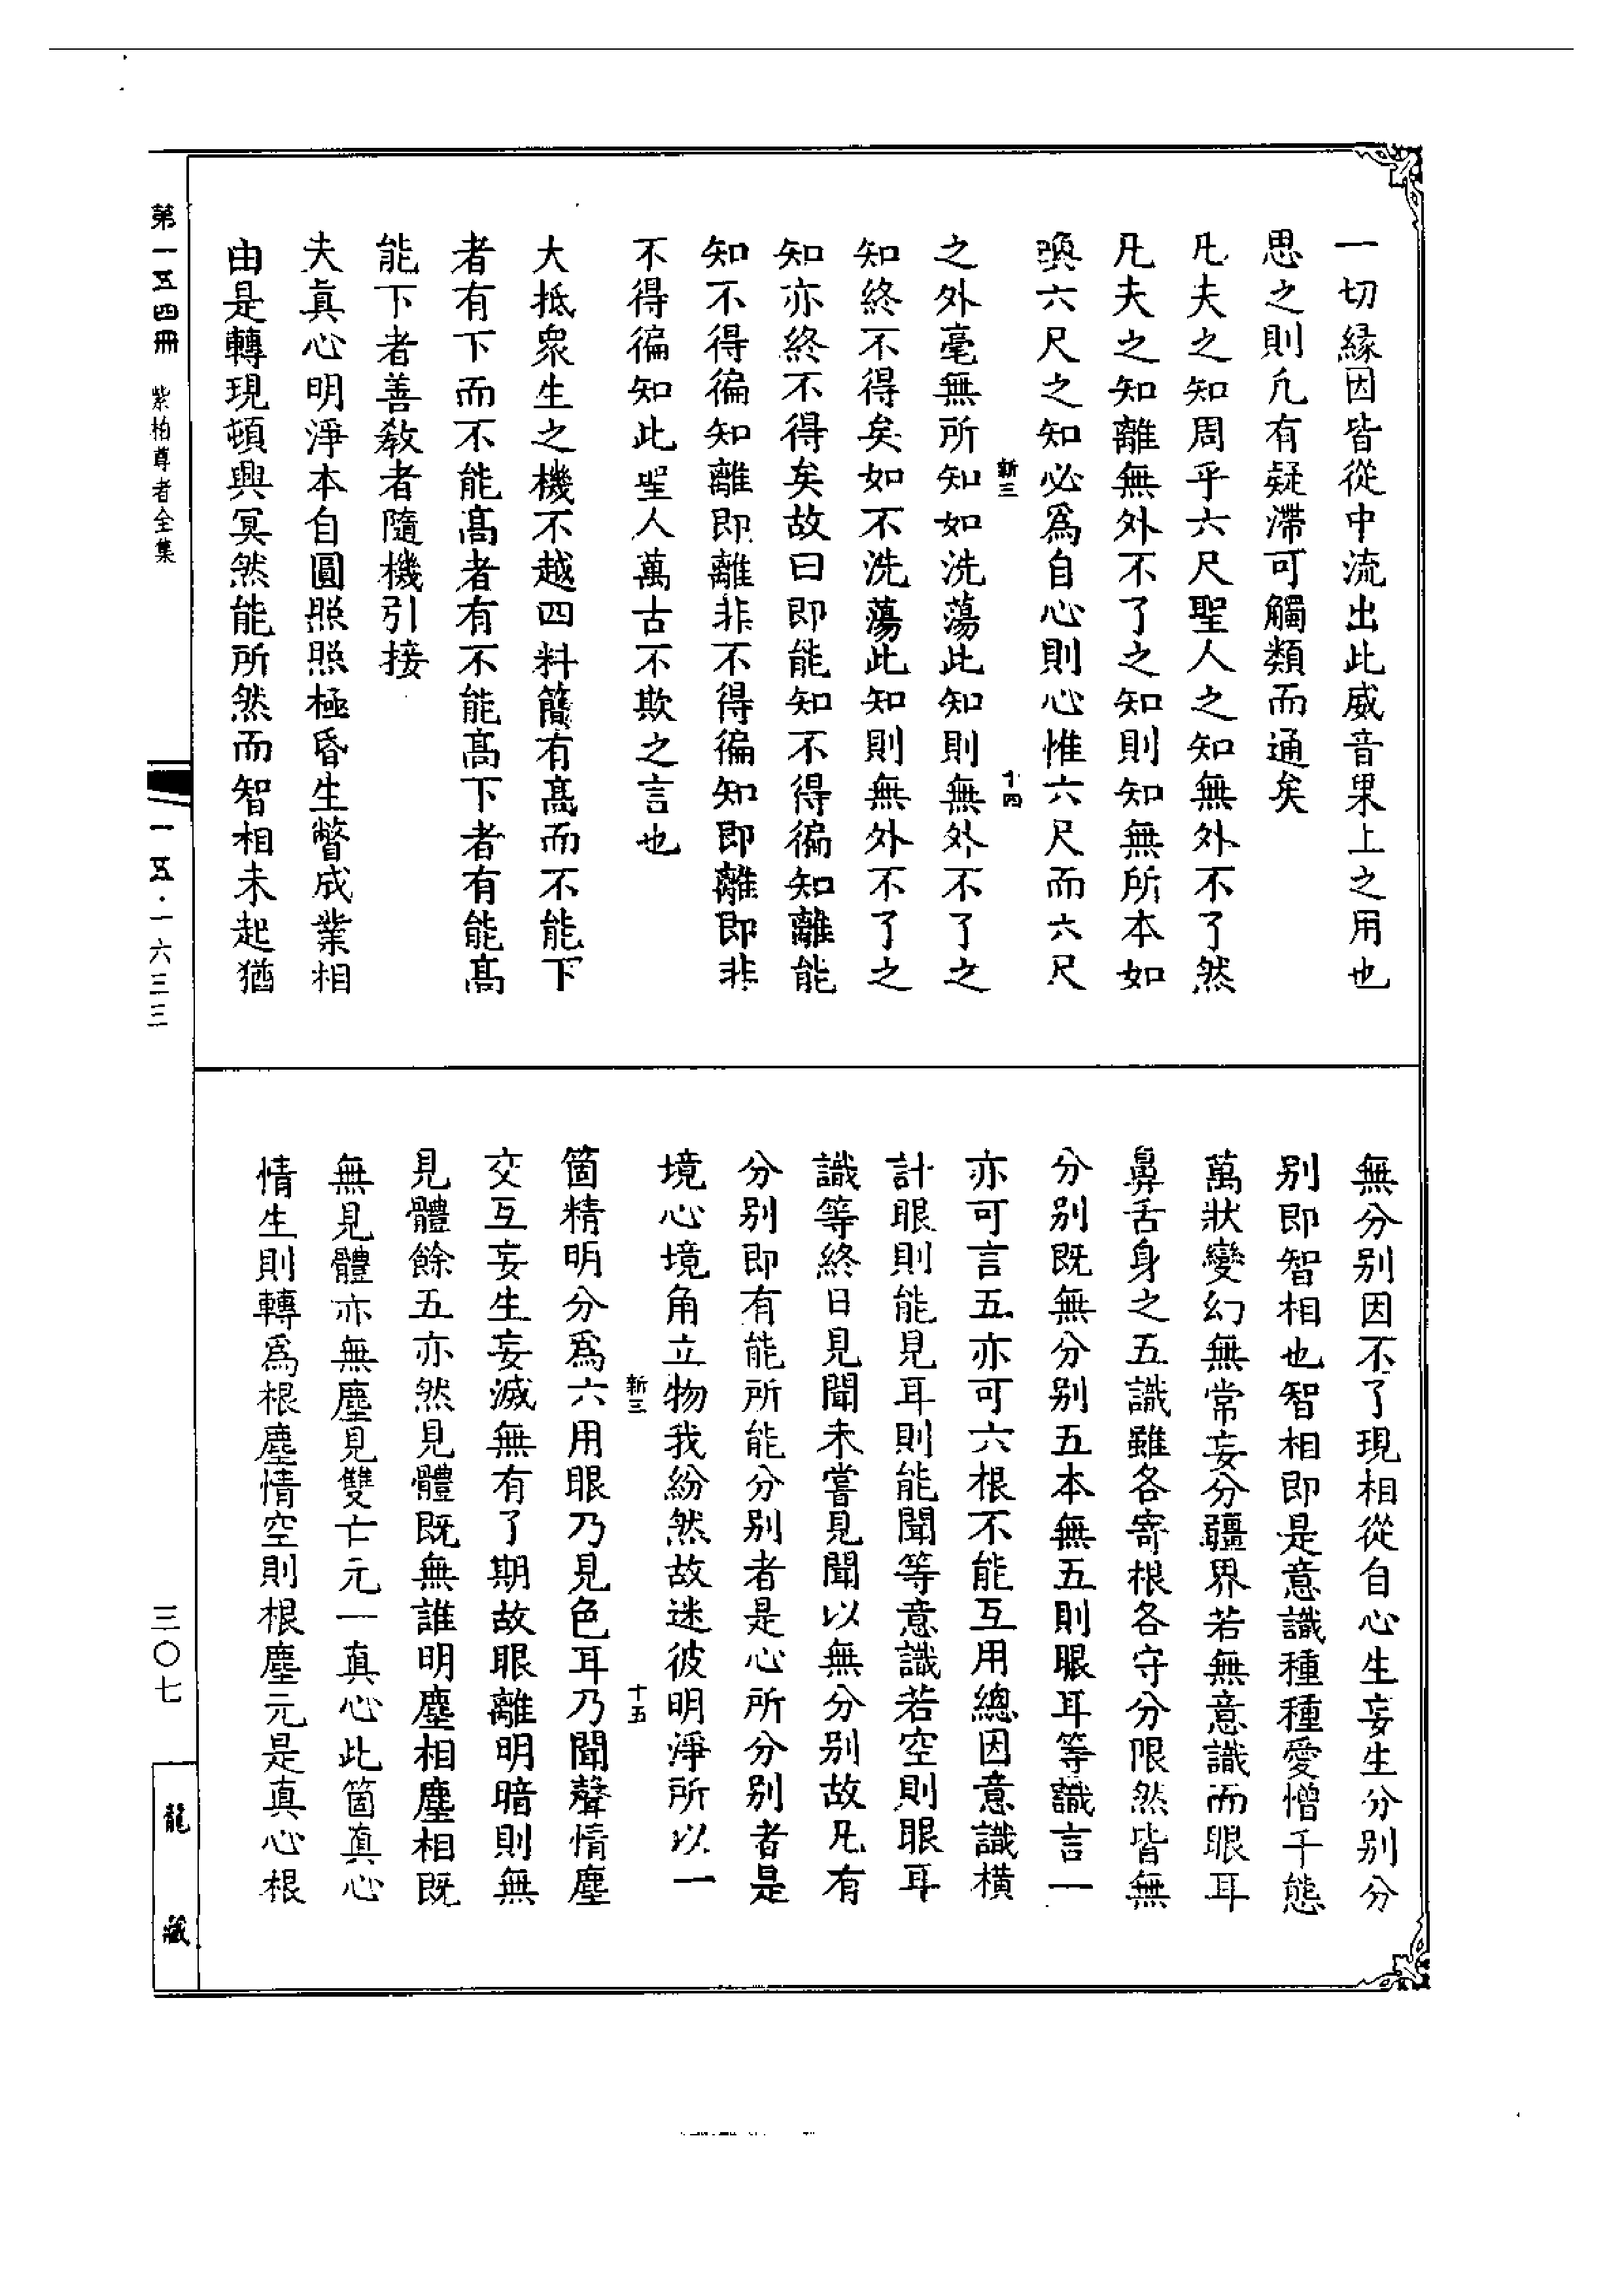 一切緣因皆從中流出此威音果上之用也
思之則凡有疑滯可觸類而通矣
凡夫之知周乎六尺聖人之知無外不了然
凡夫之知離無外不了之知則知無所本如
喚六尺之知必爲自心則心惟六尺而六尺
新三
十四
之外毫無所知如洗蕩此知則無外不了之
知終不得矣如不洗蕩此知則無外不了之
知亦終不得矣故曰即能知不得徧知離能
知不得徧知離即離非不得徧知即離即非
不得徧知此聖人萬古不欺之言也
大抵衆生之機不越四料簡有高而不能下
者有下而不能高者有不能高下者有能高
能下者善教者隨機引接
夫真心明淨本自圓照照極昏生瞥成業相
由是轉現頓興冥然能所然而智相未起猶
無分別因不了現相從自心生妄生分別分
別即智相也智相即是意識種種愛憎千態
萬狀變幻無常妄分疆界若無意識而眼耳
鼻舌身之五識雖各寄根各守分限然皆無
分別既無分別五本無五則眼耳等識言一
亦可言五亦可六根不能互用總因意識橫
計眼則能見耳則能聞等意識若空則眼耳
識等終日見聞未嘗見聞以無分別故凡有
分別即有能所能分別者是心所分別者是
境心境角立物我紛然故迷彼明淨所以一
新三
十五
箇精明分爲六用眼乃見色耳乃聞聲情塵
交互妄生妄滅無有了期故眼離明暗則無
見體餘五亦然見體既無誰明塵相塵相既
無見體亦無塵見雙亡元一真心此箇真心
情生則轉爲根塵情空則根塵元是真心根
第一五四冊 紫柏尊者全集
一五·一六三三
三〇七
龍藏